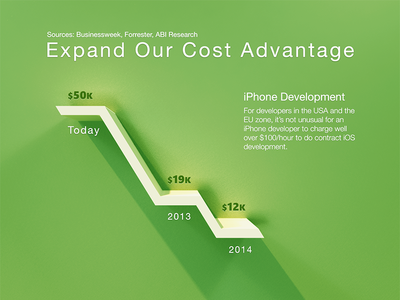 Sources: Businessweek, Forrester, ABI Research
Expand Our Cost Advantage
$50K
Today
iPhone Development
For developers in the USA and the
EU zone, it's not unusual for an
iPhone developer to charge well
over $100/hour to do contract iOS
development.
$19K
2013
$12K
2014